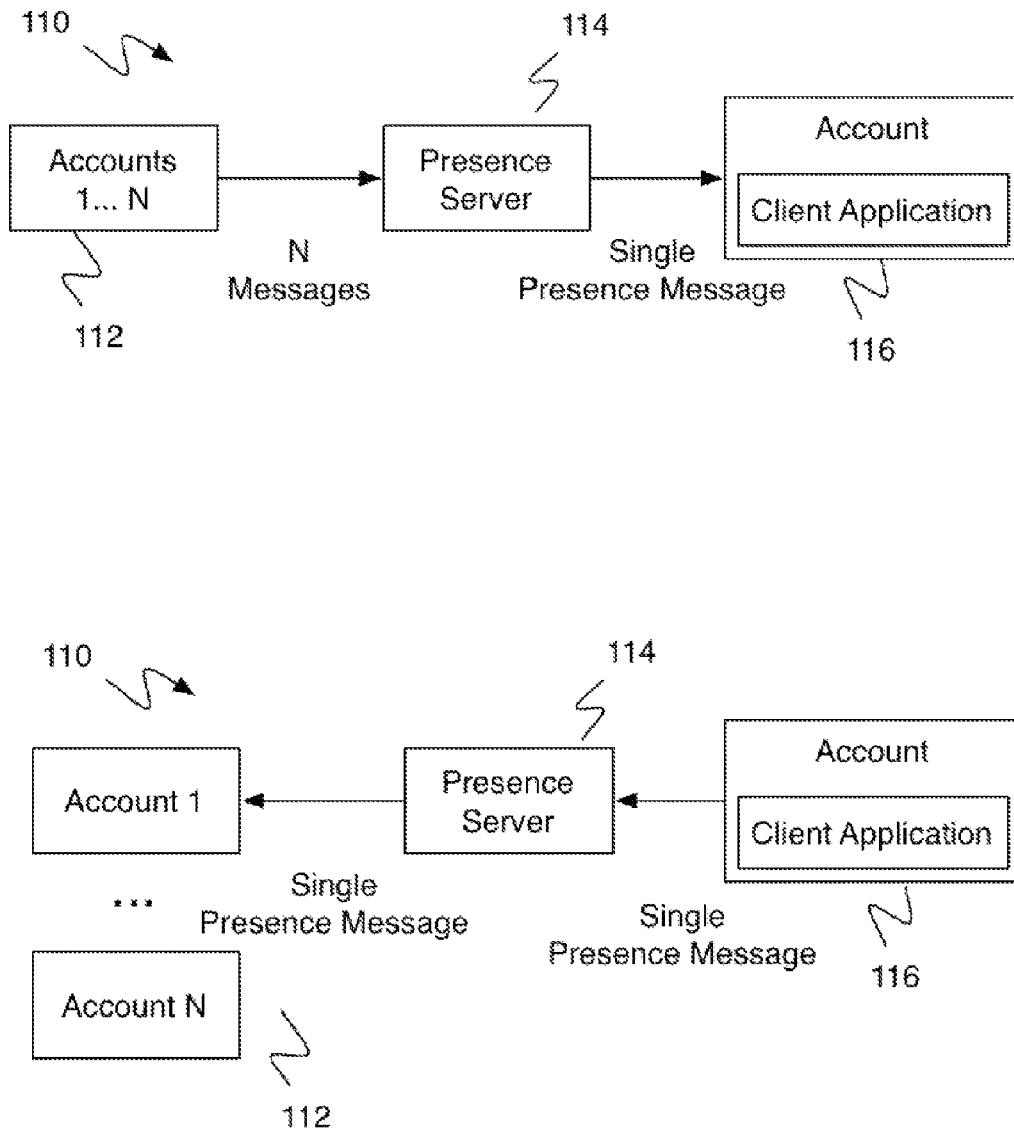 110
114
Accounts
1... N
Presence
Server
Account
Client Application
N
Messages
Single
Presence Message
112
116
110
114
Account 1
Presence
Server
Account
Client Application
...
Single
Presence Message
Single
Presence Message
Account N
116
112